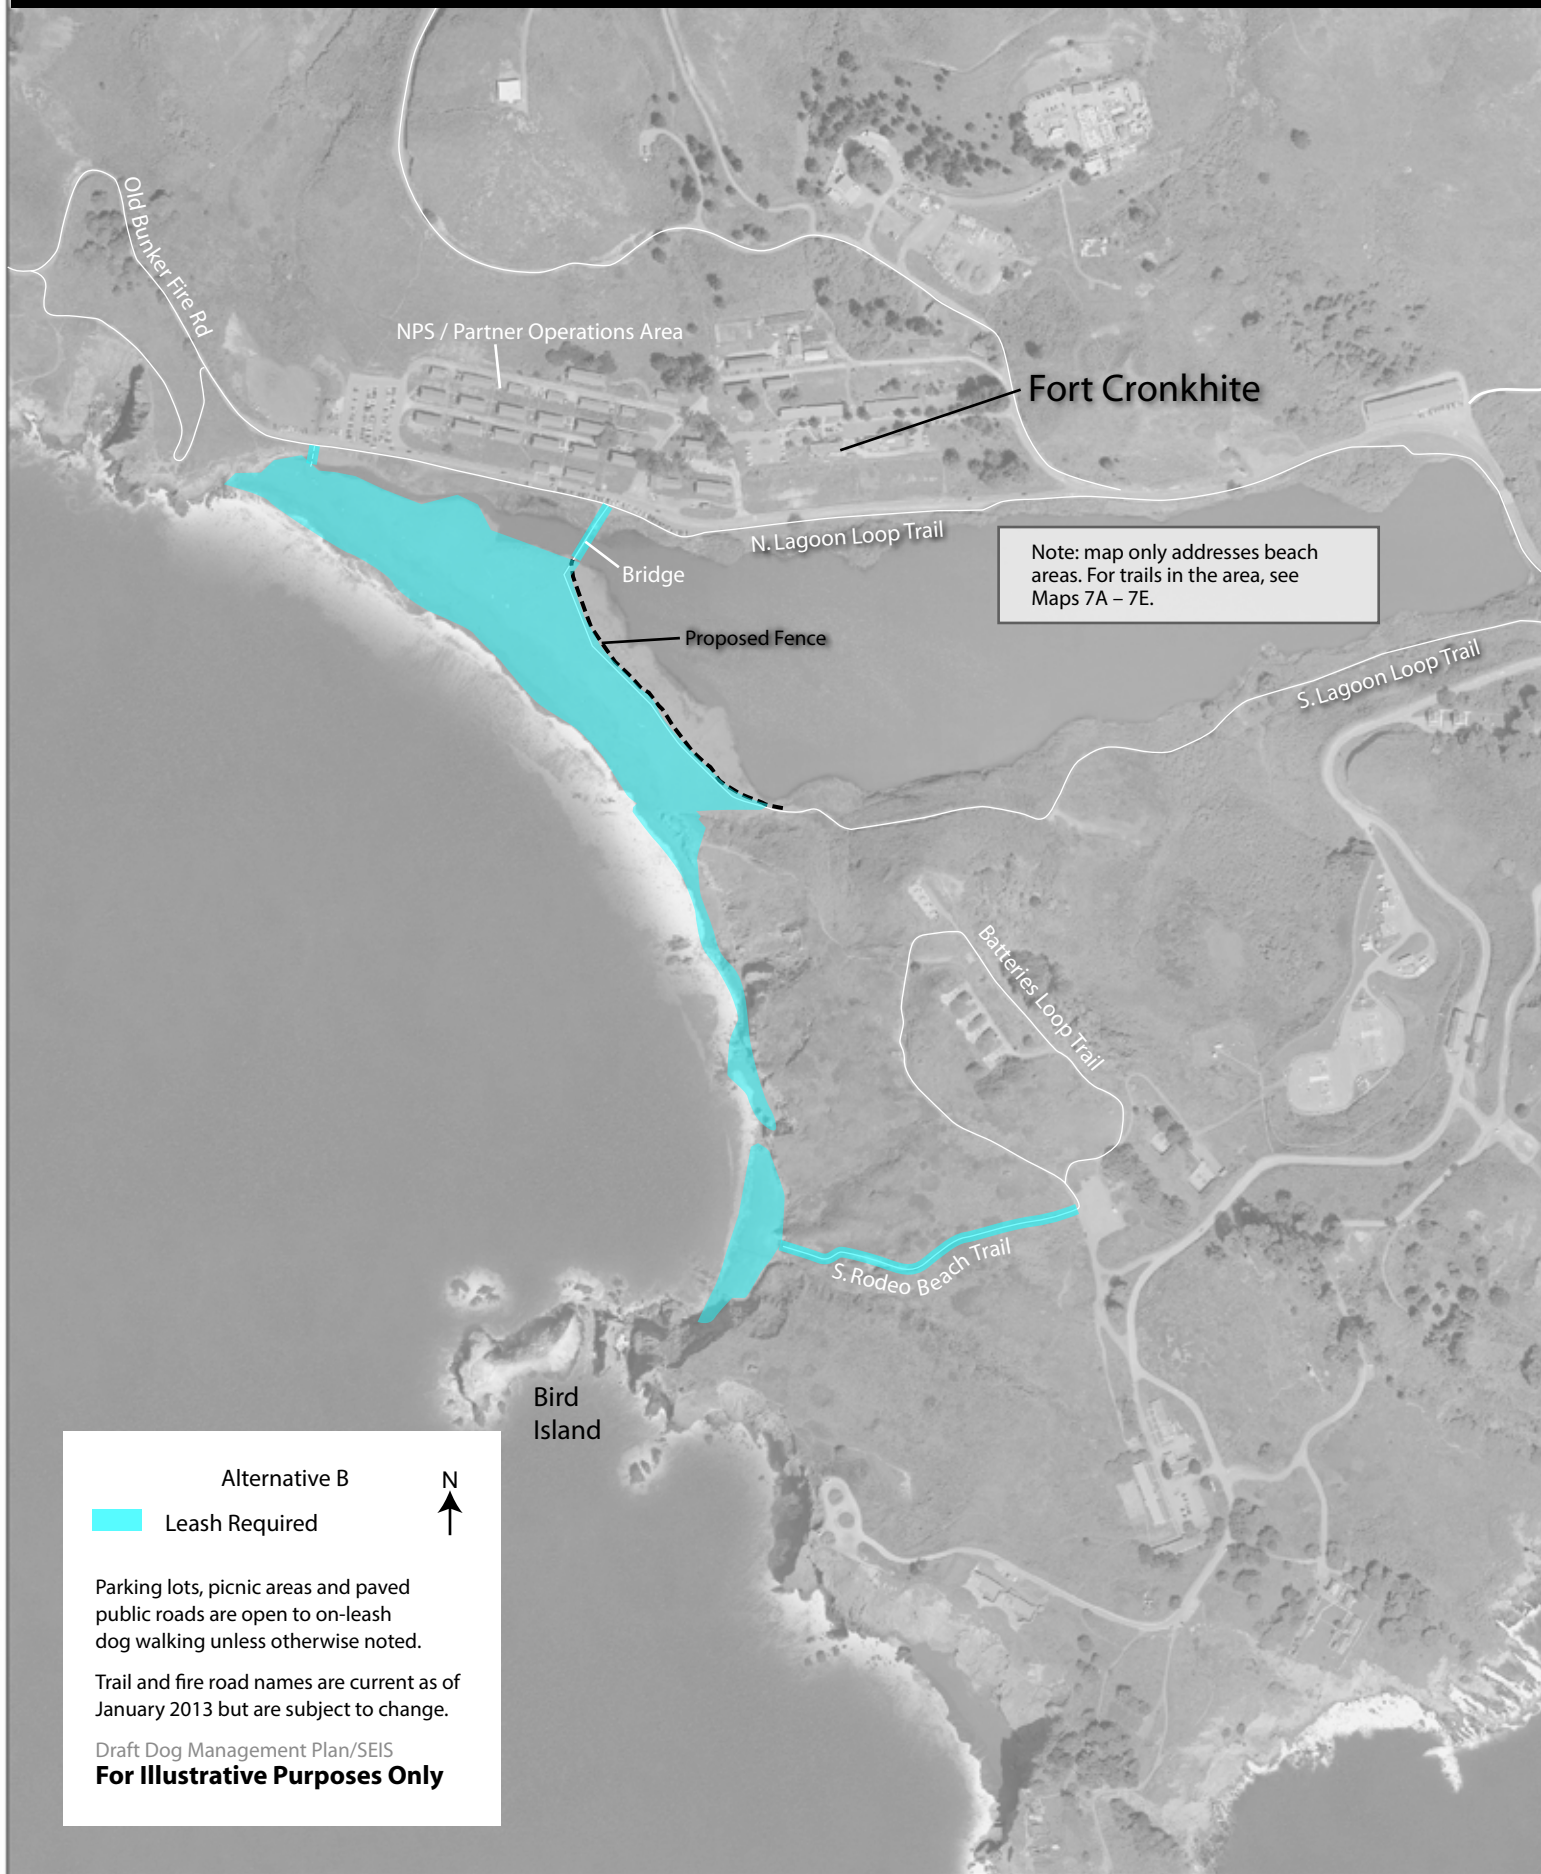 Old Bunker Fire Rd
NPS / Partner Operations Area
Fort Cronkhite
N. Lagoon Loop Trail
Note: map only addresses beach
areas. For trails in the area, see
Maps 7A – 7E.
Bridge
Proposed Fence
S. Lagoon Loop Trail
Batteries Loop Trail
S. Rodeo Beach Trail
Bird
Island
Alternative B
N
Leash Required
Parking lots, picnic areas and paved
public roads are open to on-leash
dog walking unless otherwise noted.
Trail and fire road names are current as of
January 2013 but are subject to change.
Draft Dog Management Plan/SEIS
For Illustrative Purposes Only